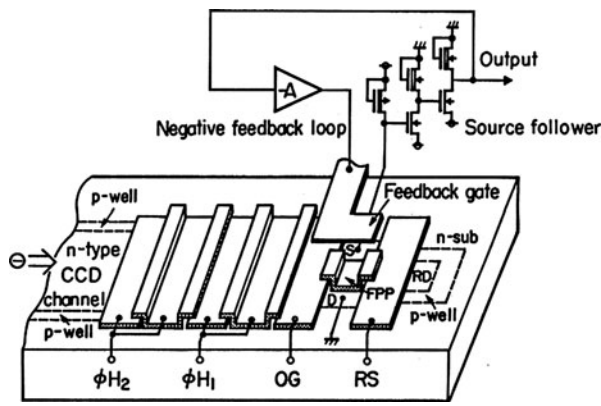 Output
-A
Negative feedback loop
Source follower
Feedback gate
p-well
n-type
CCD
channel
p-well
⊖
S
n-sub
RD
FPP
D
p-well
φH2
φH1
OG
RS